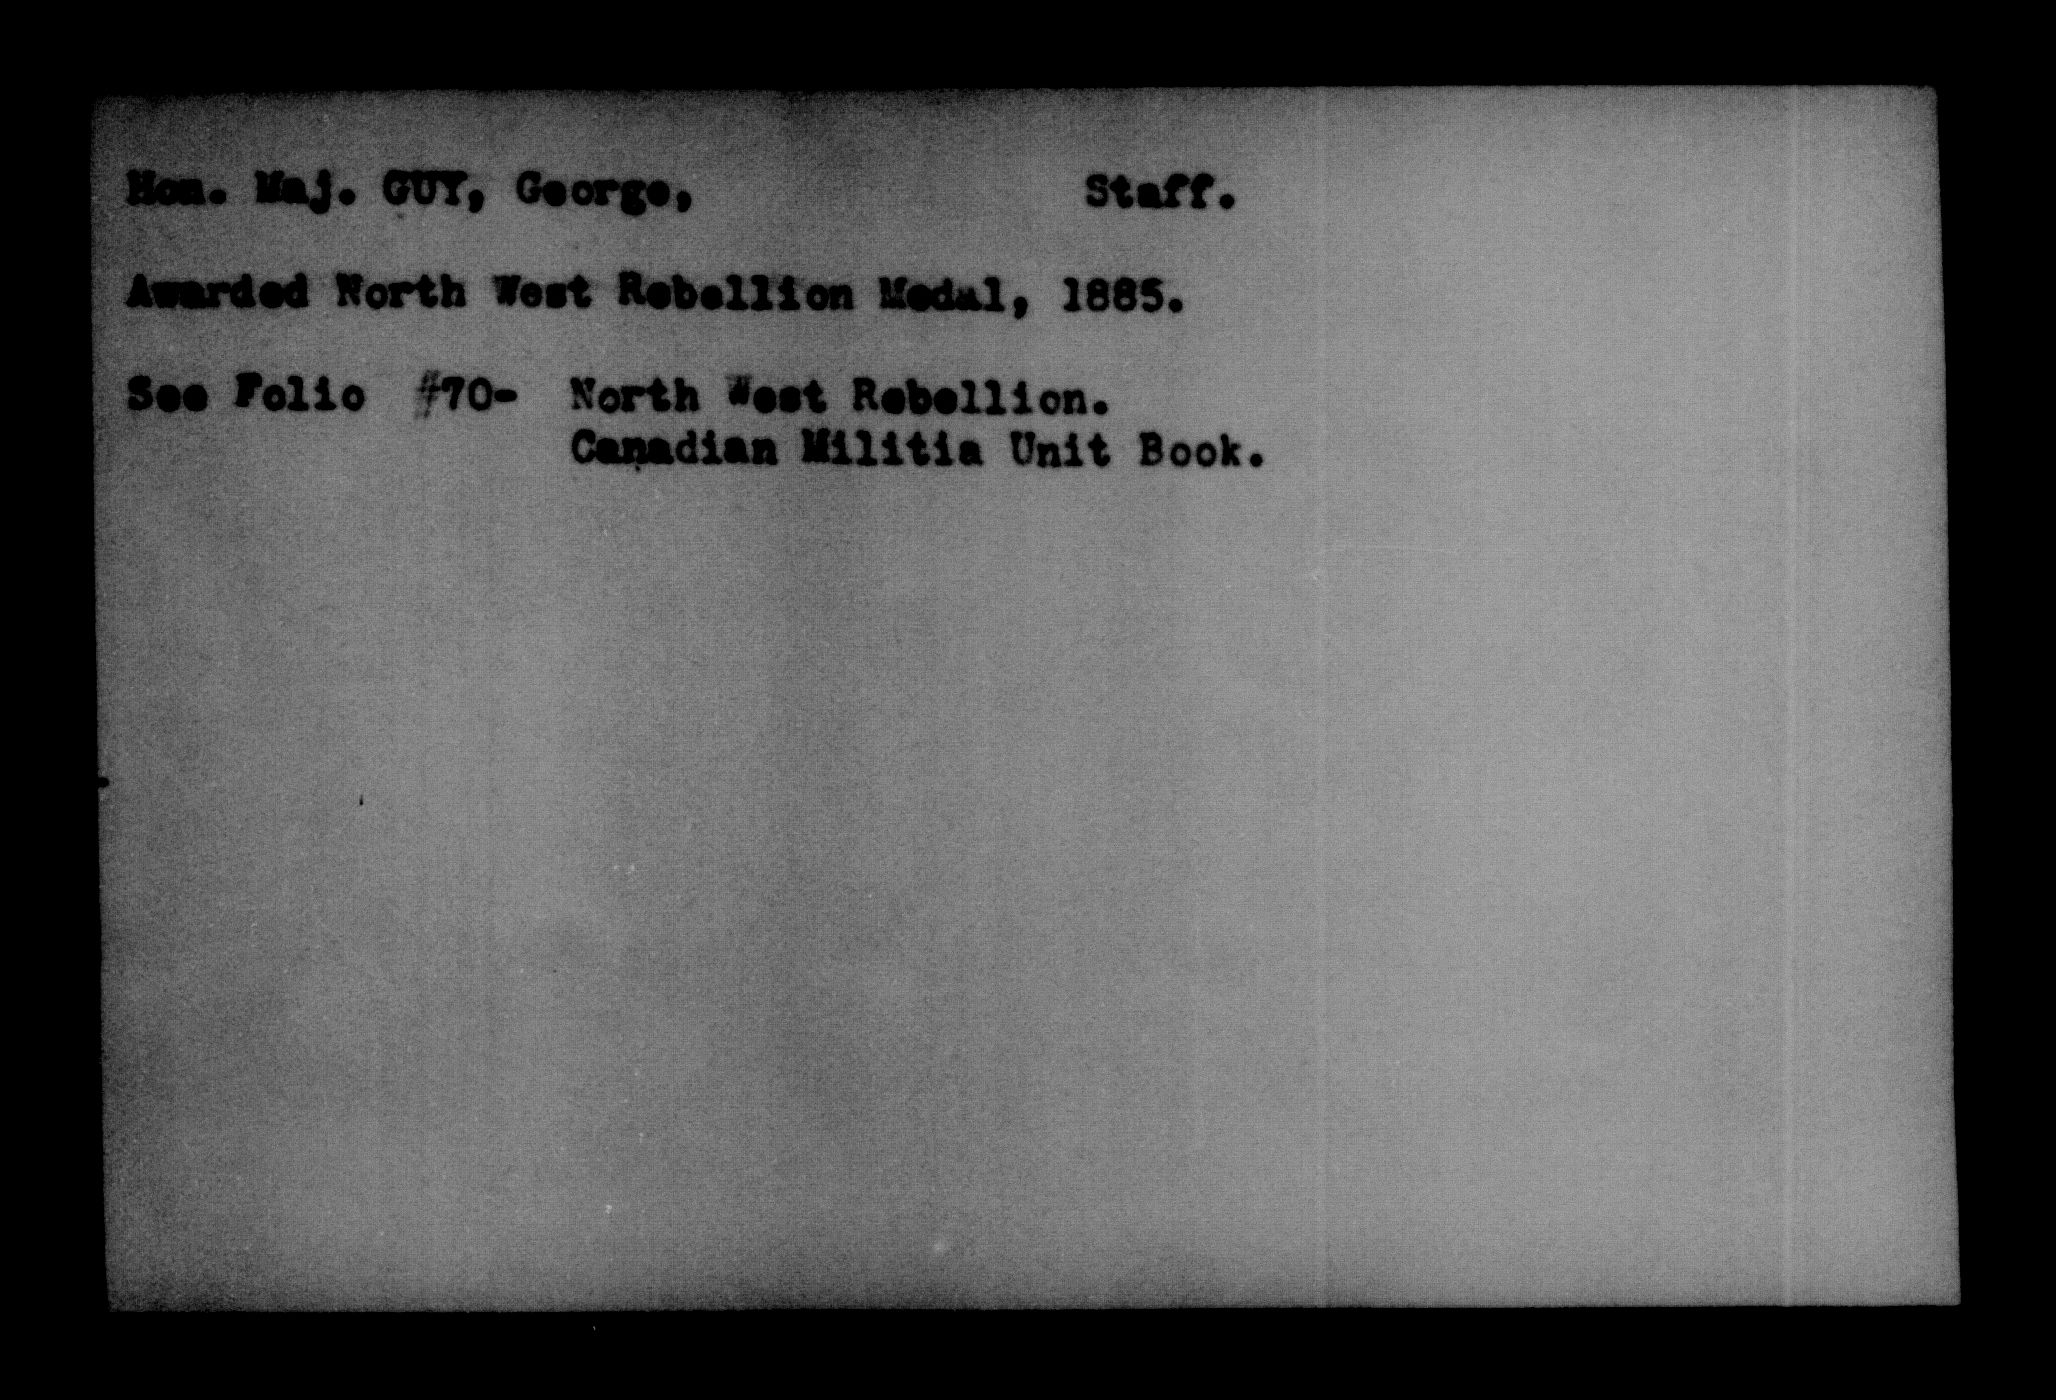 Hon. Maj. GUY, George, Staff.
Awarded North West Rebellion Medal, 1885.
See Folio #70- North West Rebellion.
Canadian Militia Unit Book.